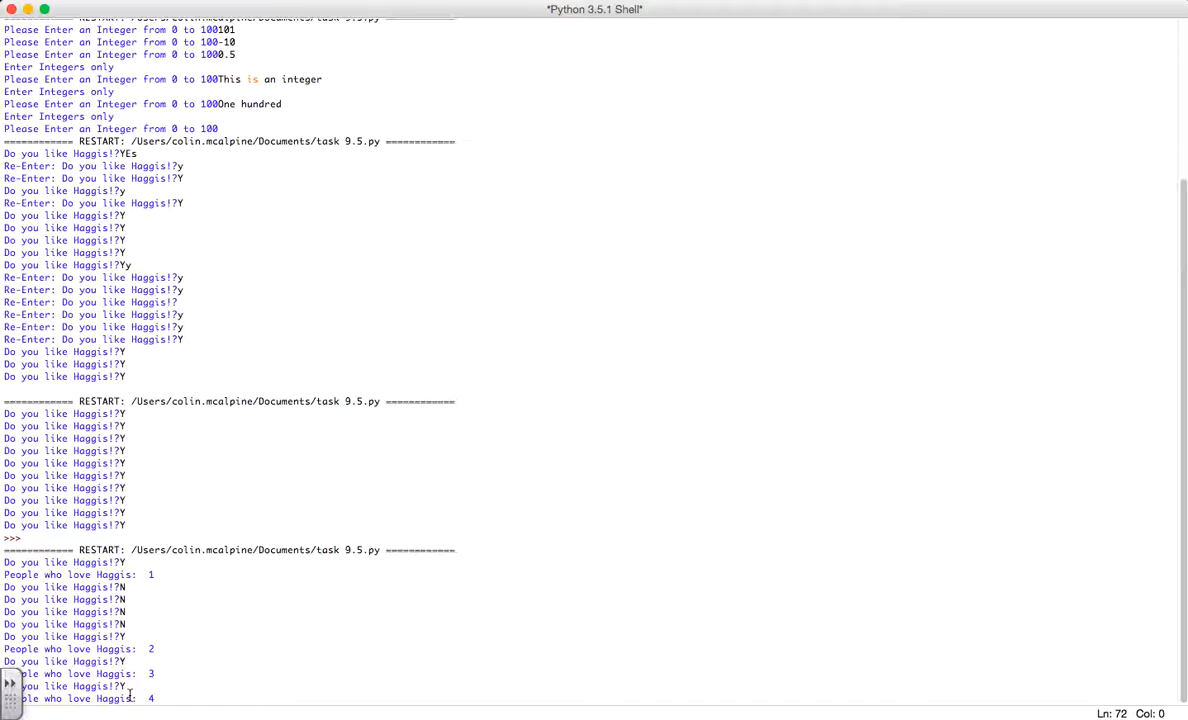 *Python 3.5.1 Shell*
RESTART: /Users/colin.mcalpine/Documents/task 9.5.py
Please Enter an Integer from 0 to 100101
Please Enter an Integer from 0 to 100-10
Please Enter an Integer from 0 to 1000.5
Enter Integers only
Please Enter an Integer from 0 to 100This is an integer
Enter Integers only
Please Enter an Integer from 0 to 100One hundred
Enter Integers only
Please Enter an Integer from 0 to 100
============ RESTART: /Users/colin.mcalpine/Documents/task 9.5.py ============
Do you like Haggis!?YEs
Re-Enter: Do you like Haggis!?y
Re-Enter: Do you like Haggis!?Y
Do you like Haggis!?y
Re-Enter: Do you like Haggis!?Y
Do you like Haggis!?Y
Do you like Haggis!?Y
Do you like Haggis!?Y
Do you like Haggis!?Y
Do you like Haggis!?Yy
Re-Enter: Do you like Haggis!?y
Re-Enter: Do you like Haggis!?y
Re-Enter: Do you like Haggis!?
Re-Enter: Do you like Haggis!?y
Re-Enter: Do you like Haggis!?y
Re-Enter: Do you like Haggis!?Y
Do you like Haggis!?Y
Do you like Haggis!?Y
Do you like Haggis!?Y
============ RESTART: /Users/colin.mcalpine/Documents/task 9.5.py ============
Do you like Haggis!?Y
Do you like Haggis!?Y
Do you like Haggis!?Y
Do you like Haggis!?Y
Do you like Haggis!?Y
Do you like Haggis!?Y
Do you like Haggis!?Y
Do you like Haggis!?Y
Do you like Haggis!?Y
Do you like Haggis!?Y
>>>
============ RESTART: /Users/colin.mcalpine/Documents/task 9.5.py ============
Do you like Haggis!?Y
People who love Haggis:  1
Do you like Haggis!?N
Do you like Haggis!?N
Do you like Haggis!?N
Do you like Haggis!?N
Do you like Haggis!?Y
People who love Haggis:  2
Do you like Haggis!?Y
ple who love Haggis:  3
you like Haggis!?Y
ple who love Haggis:  4
Ln: 72 Col: 0